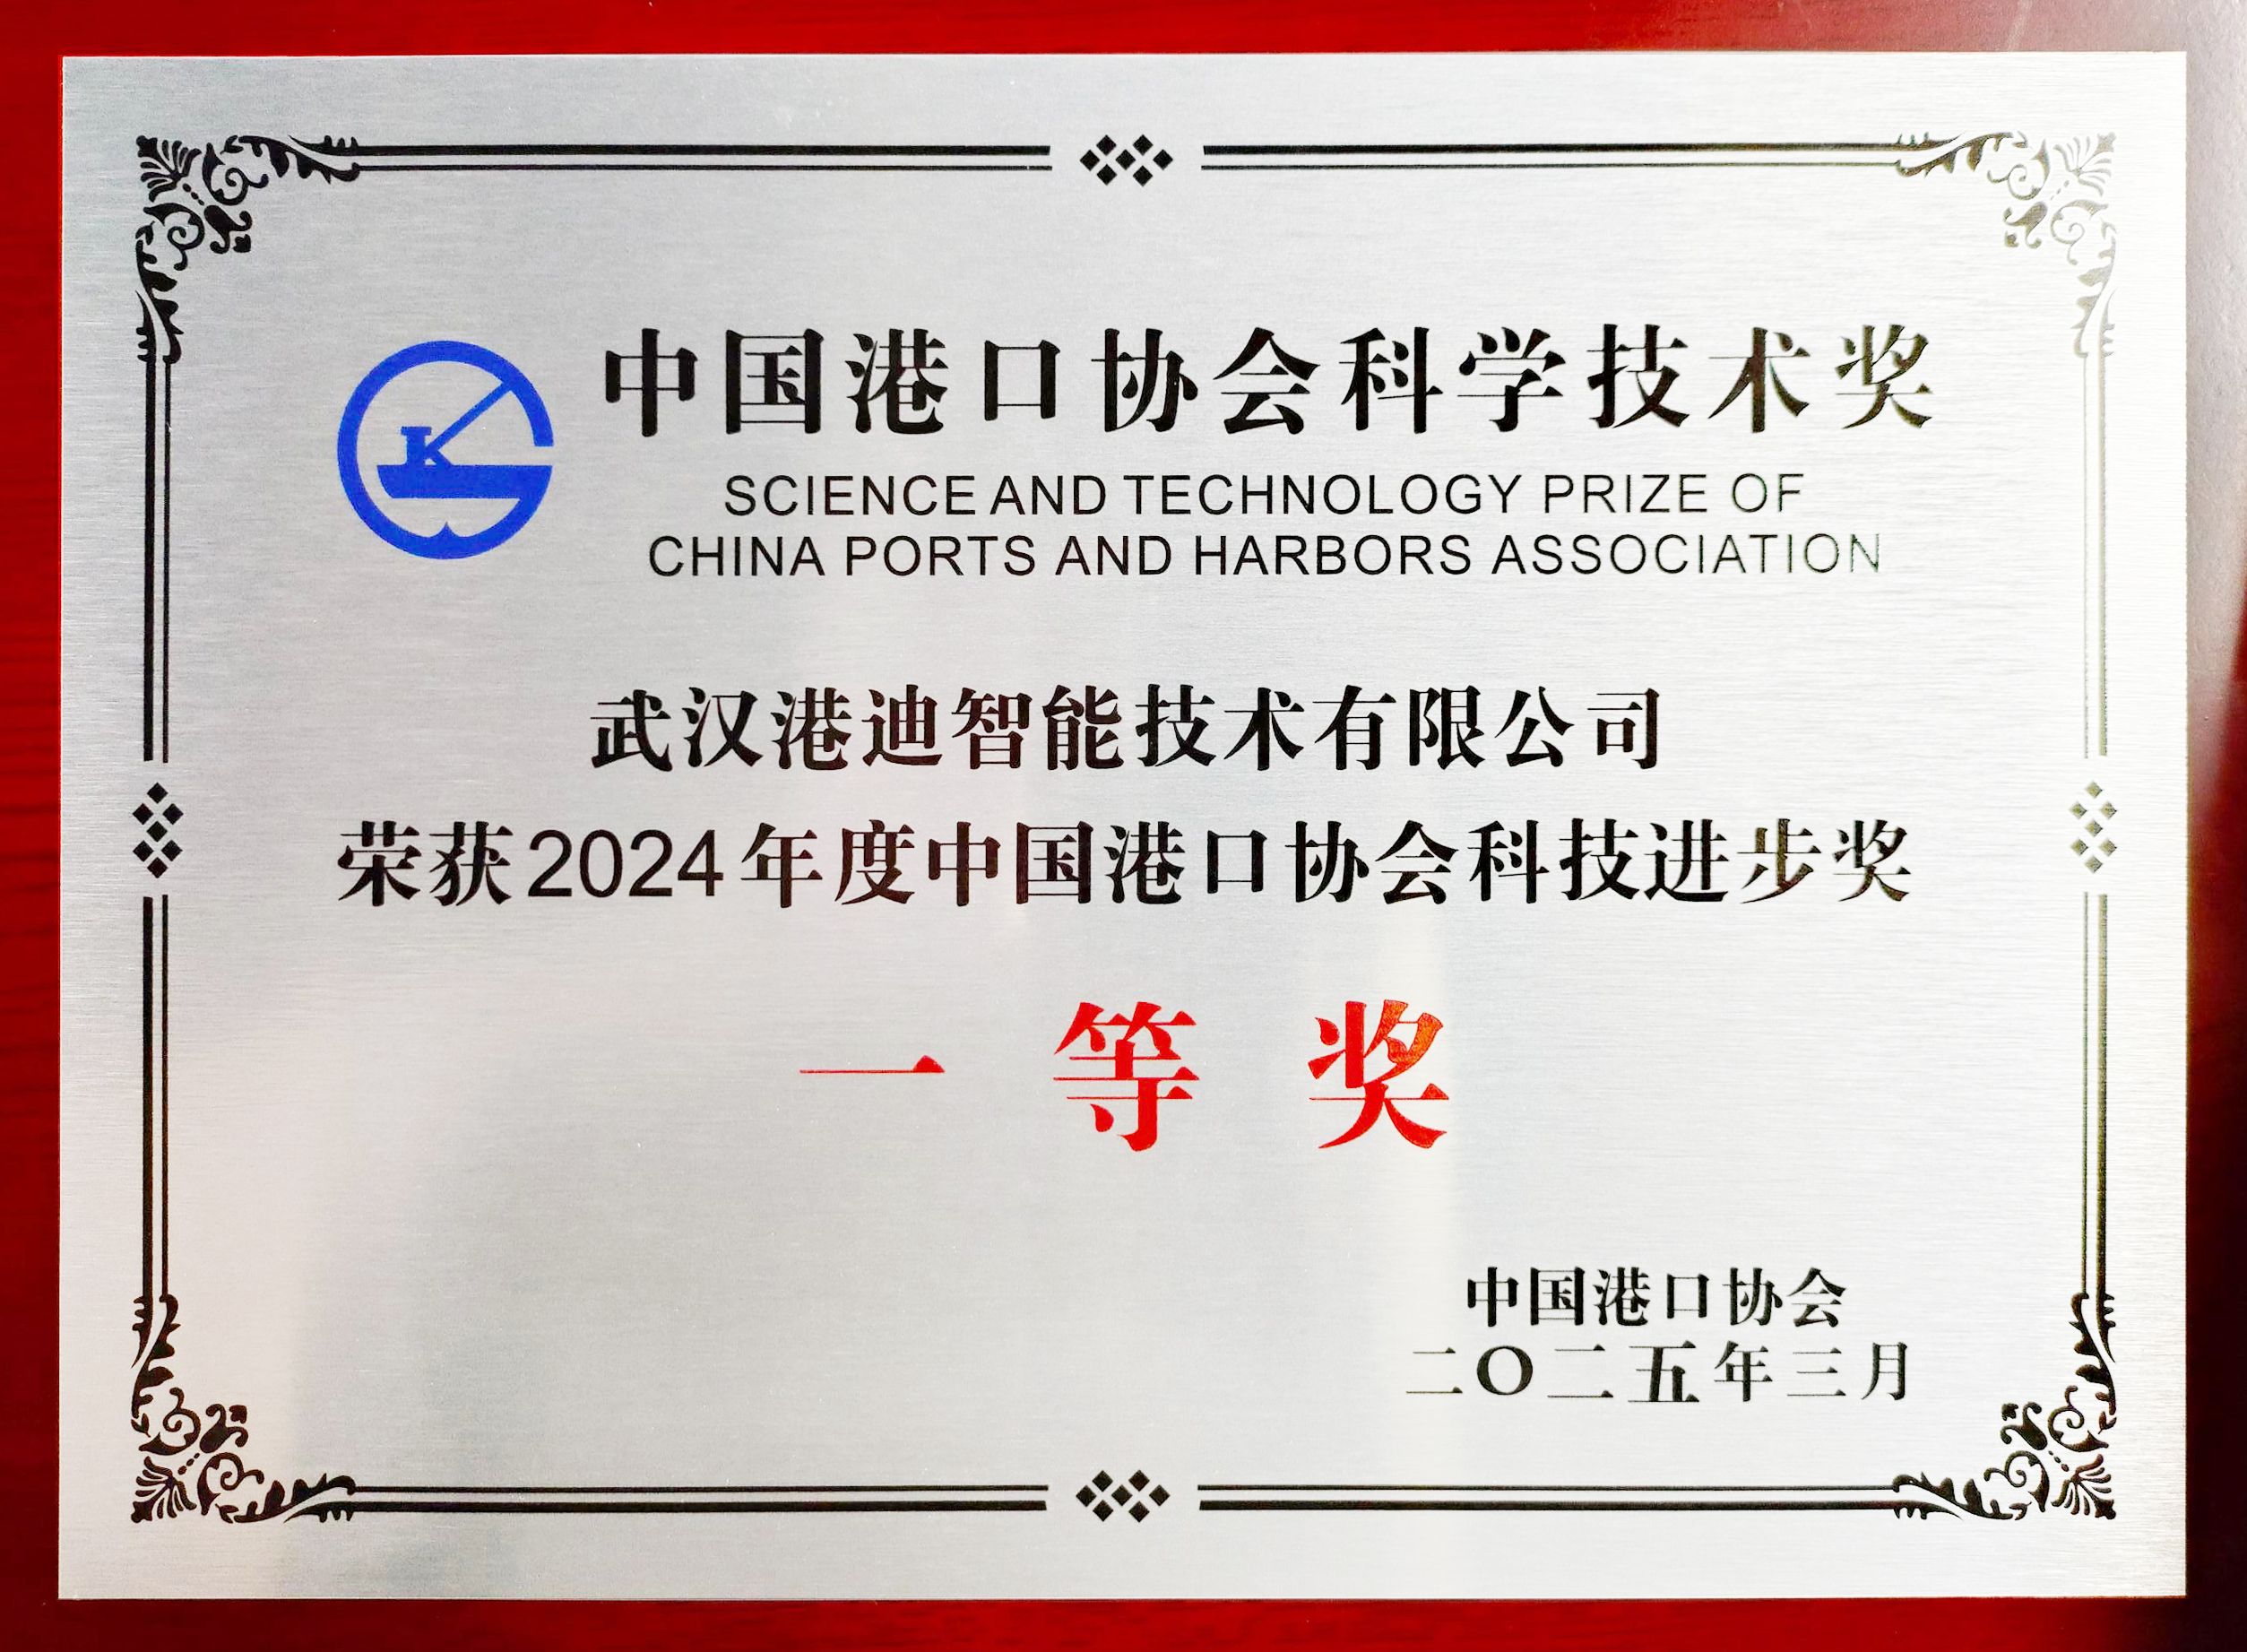 中国港口协会科学技术奖
SCIENCE AND TECHNOLOGY PRIZE OF
CHINA PORTS AND HARBORS ASSOCIATION
武汉港迪智能技术有限公司
荣获2024年度中国港口协会科技进步奖
一等奖
中国港口协会
二〇二五年三月